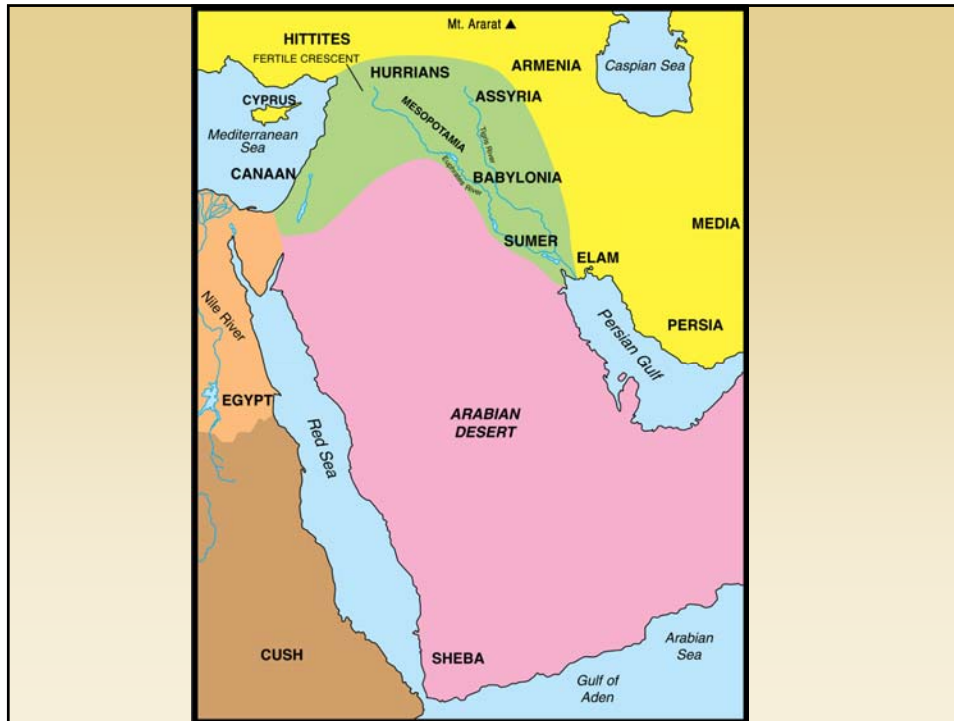 Mt. Ararat
HITTITES
FERTILE CRESCENT
HURRIANS
ARMENIA
Caspian Sea
ASSYRIA
CYPRUS
MESOPOTAMIA
Mediterranean
Sea
Tigris River
CANAAN
Euphrates River
BABYLONIA
MEDIA
SUMER
ELAM
Nile River
PERSIA
Persian Gulf
EGYPT
Red Sea
ARABIAN
DESERT
CUSH
SHEBA
Arabian
Sea
Gulf of
Aden